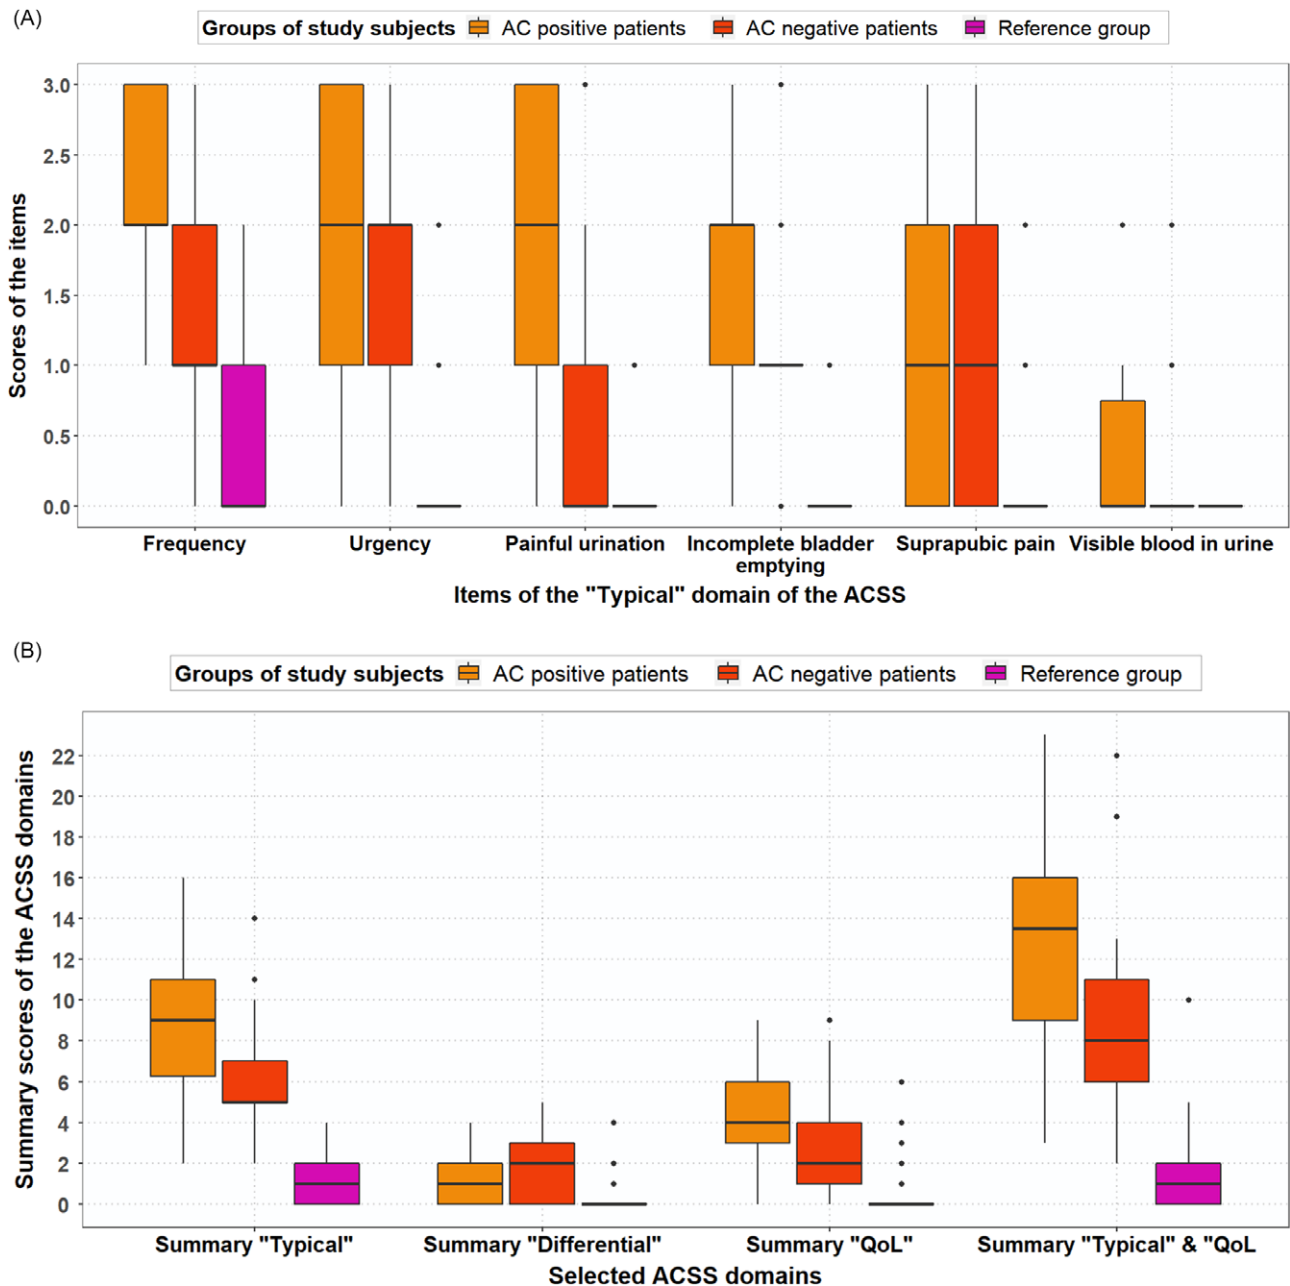 (A)
Groups of study subjects AC positive patients AC negative patients Reference group
Scores of the items
3.0
2.5
2.0
1.5
1.0
0.5
0.0
Frequency Urgency Painful urination Incomplete bladder Suprapubic pain Visible blood in urine
emptying
Items of the "Typical" domain of the ACSS
(B)
Groups of study subjects AC positive patients AC negative patients Reference group
Summary scores of the ACSS domains
22
20
18
16
14
12
10
8
6
4
2
0
Summary "Typical" Summary "Differential" Summary "QoL" Summary "Typical" & "QoL
Selected ACSS domains